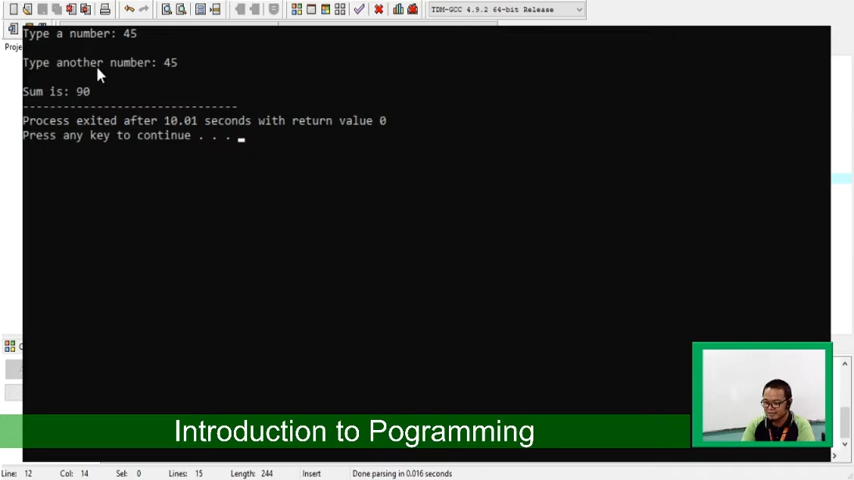 TDM-GCC 4.9.2 64-bit Release
Type a number: 45
Proje
Type another number: 45
Sum is: 90
--------------------------------
Process exited after 10.01 seconds with return value 0
Press any key to continue . . .
Introduction to Pogramming
Line: 12 Col: 14 Sel: 0 Lines: 15 Length: 244 Insert Done parsing in 0.016 seconds